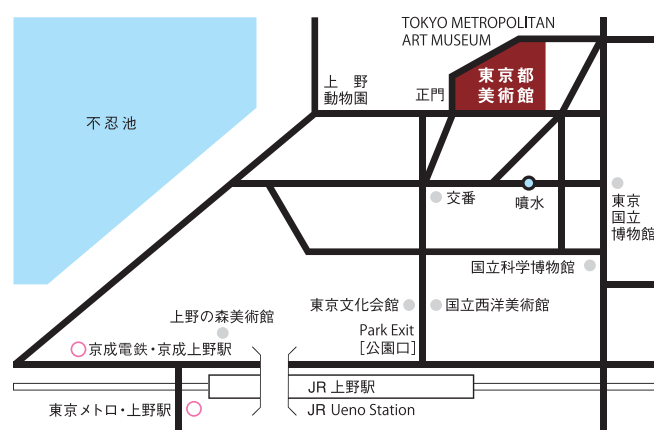 TOKYO METROPOLITAN
ART MUSEUM
東京都
美術館
上 野
動物園
正門
不忍池
交番
噴水
東京
国立
博物館
国立科学博物館
東京文化会館
国立西洋美術館
上野の森美術館
Park Exit
[公園口]
京成電鉄・京成上野駅
JR 上野駅
東京メトロ・上野駅
JR Ueno Station